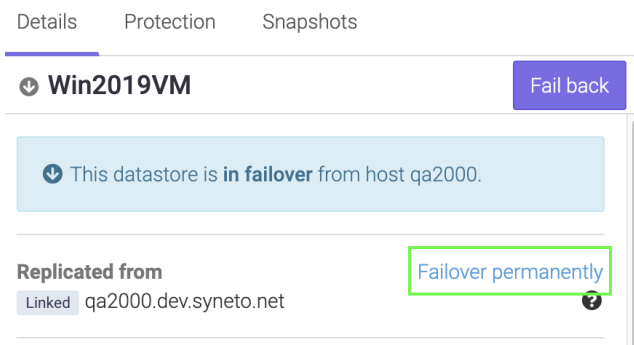 Details Protection Snapshots
Win2019VM Fail back
This datastore is in failover from host qa2000.
Replicated from Failover permanently
Linked qa2000.dev.syneto.net ?